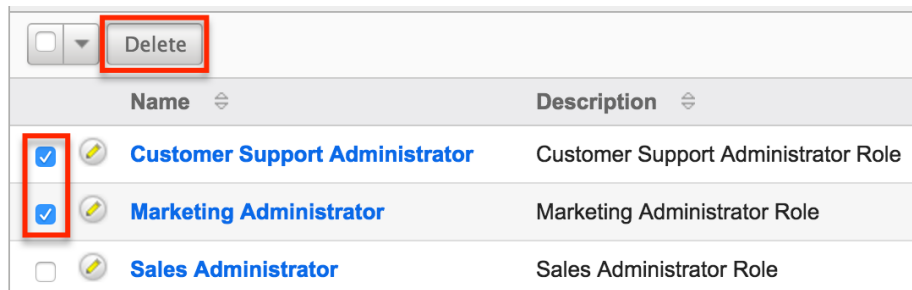 Delete
Name Description
Customer Support Administrator Customer Support Administrator Role
Marketing Administrator Marketing Administrator Role
Sales Administrator Sales Administrator Role